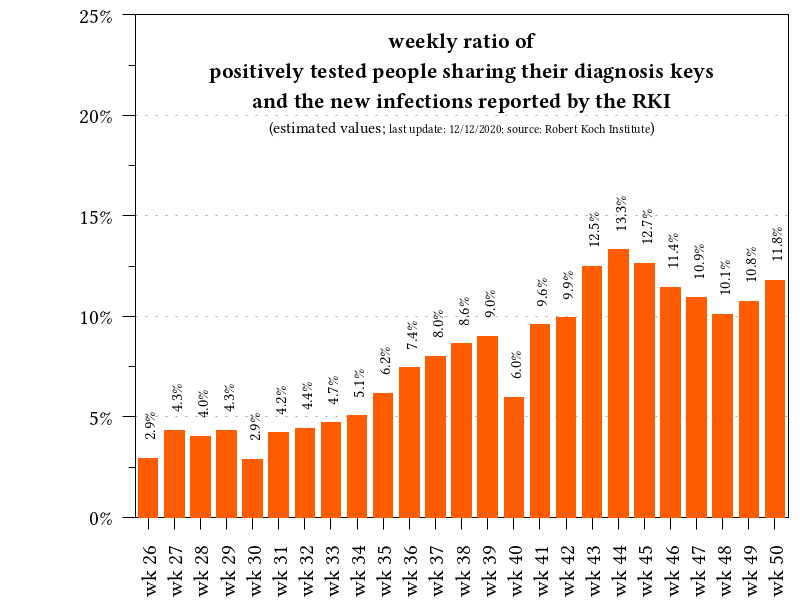 weekly ratio of
positively tested people sharing their diagnosis keys
and the new infections reported by the RKI
(estimated values; last update: 12/12/2020; source: Robert Koch Institute)
25%
20%
15%
10%
5%
0%
2.9%
4.3%
4.0%
4.3%
2.9%
4.2%
4.4%
4.7%
5.1%
6.2%
7.4%
8.0%
8.6%
9.0%
6.0%
9.6%
9.9%
12.5%
13.3%
12.7%
11.4%
10.9%
10.1%
10.8%
11.8%
wk 26
wk 27
wk 28
wk 29
wk 30
wk 31
wk 32
wk 33
wk 34
wk 35
wk 36
wk 37
wk 38
wk 39
wk 40
wk 41
wk 42
wk 43
wk 44
wk 45
wk 46
wk 47
wk 48
wk 49
wk 50